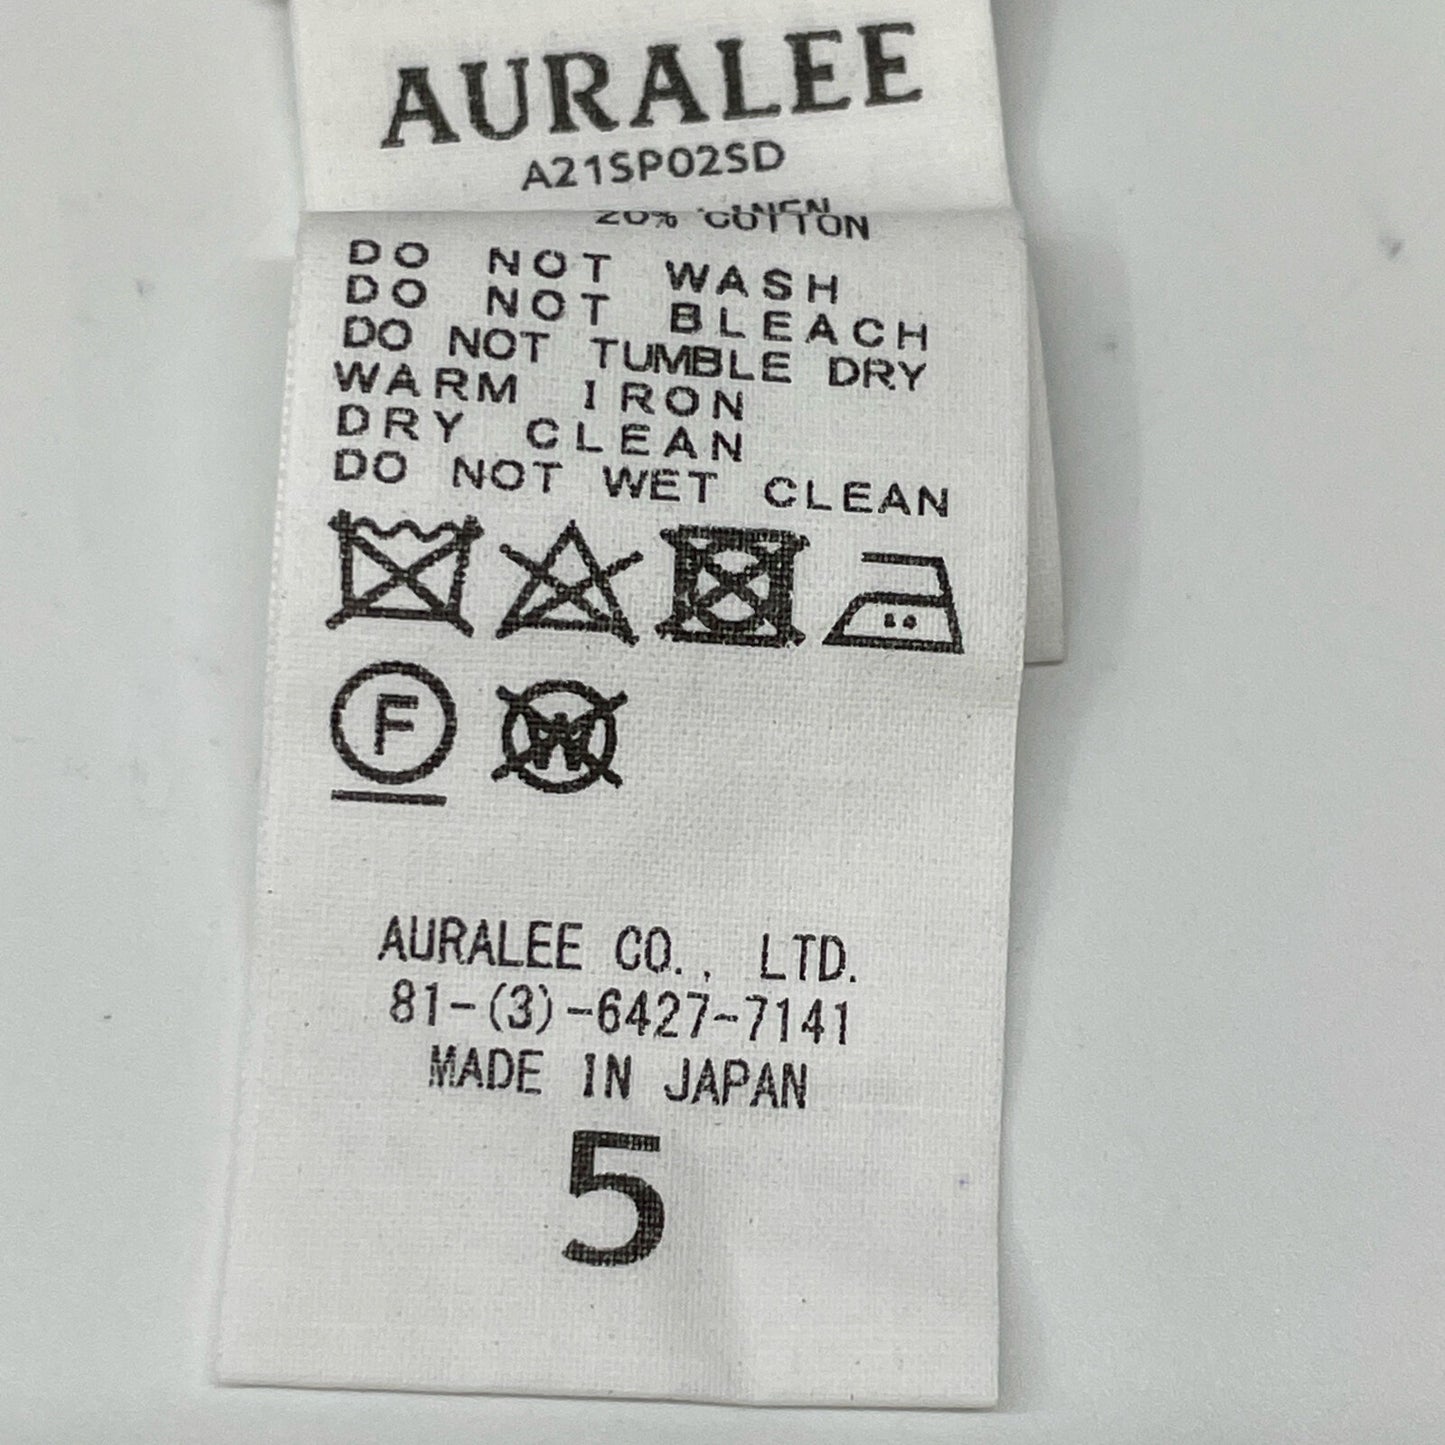 AURALEE
A21SP02SD
20% COTTON
DO NOT WASH
DO NOT BLEACH
DO NOT TUMBLE DRY
WARM IRON
DRY CLEAN
DO NOT WET CLEAN
F W
AURALEE CO., LTD.
81-(3)-6427-7141
MADE IN JAPAN
5